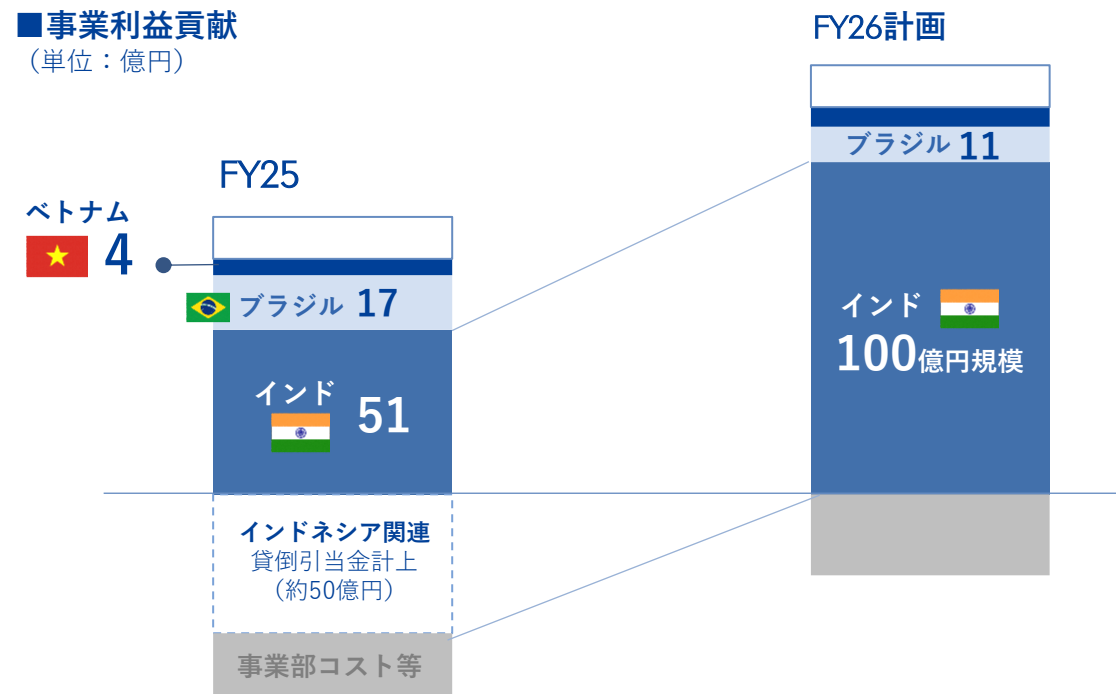 ■事業利益貢献
（単位：億円）
FY26計画
ブラジル 11
インド
100億円規模
FY25
ベトナム
4
ブラジル 17
インド
51
インドネシア関連
貸倒引当金計上
（約50億円）
事業部コスト等